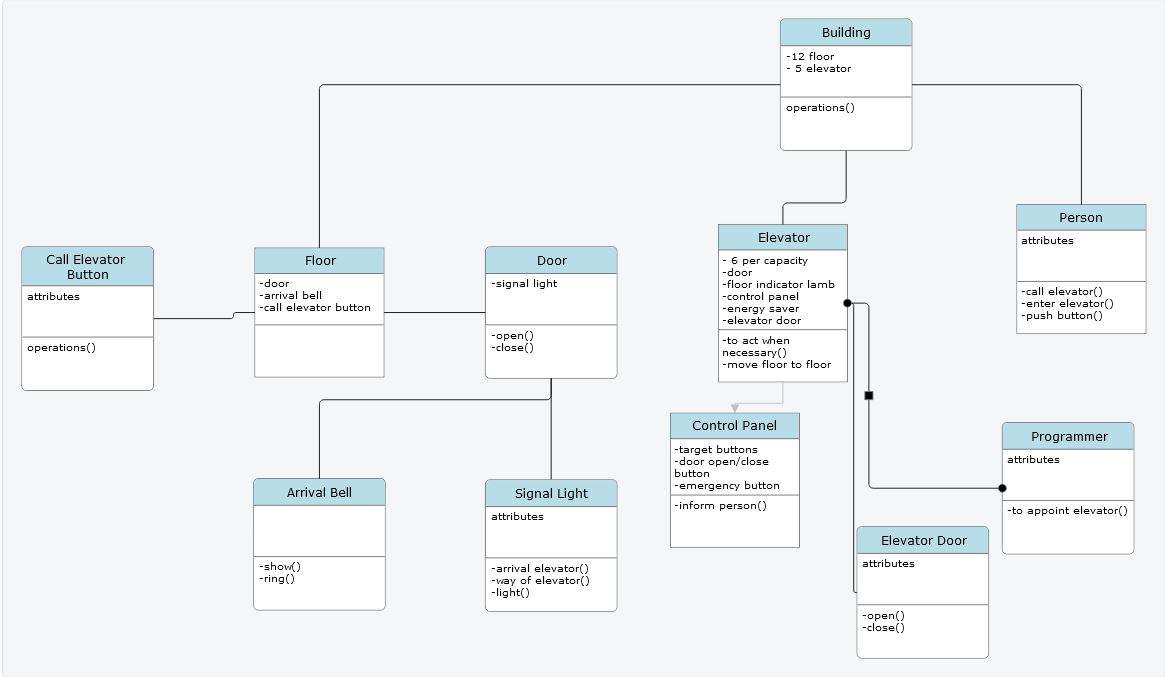 Building
-12 floor
- 5 elevator
operations()
Call Elevator
Button
attributes
operations()
Floor
-door
-arrival bell
-call elevator button
Door
-signal light
-open()
-close()
Elevator
- 6 per capacity
-door
-floor indicator lamb
-control panel
-energy saver
-elevator door
-to act when
necessary()
-move floor to floor
Person
attributes
-call elevator()
-enter elevator()
-push button()
Arrival Bell
-show()
-ring()
Signal Light
attributes
-arrival elevator()
-way of elevator()
-light()
Control Panel
-target buttons
-door open/close
button
-emergency button
-inform person()
Programmer
attributes
-to appoint elevator()
Elevator Door
attributes
-open()
-close()